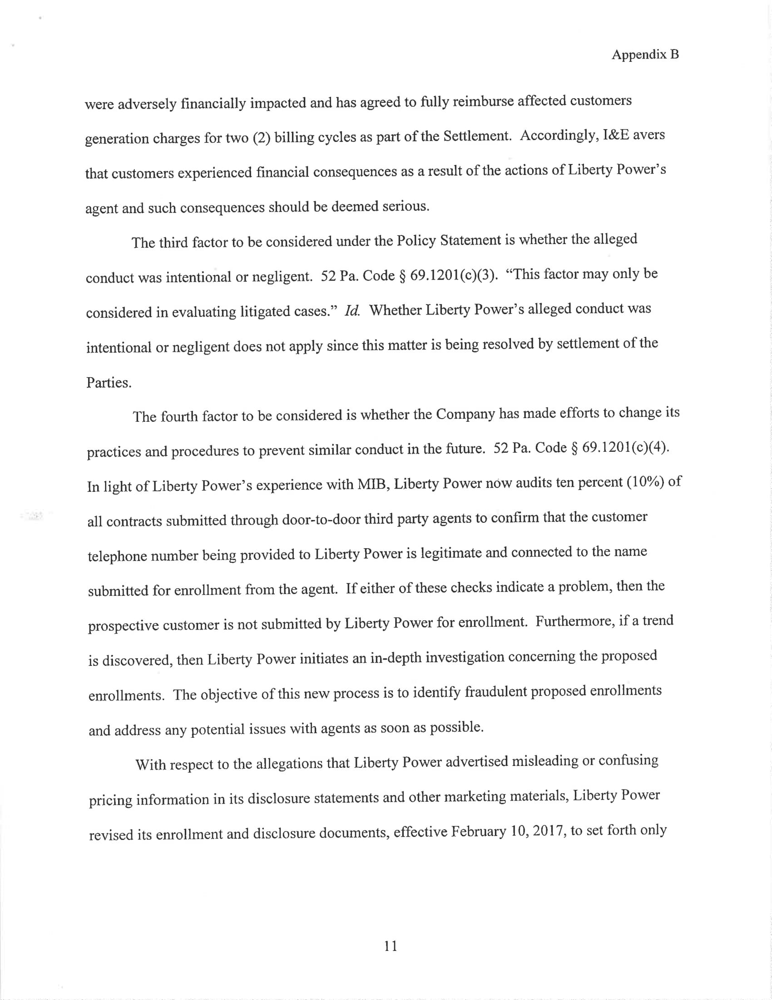 Appendix B
were adversely financially impacted and has agreed to fully reimburse affected customers
generation charges for two (2) billing cycles as part of the Settlement.  Accordingly, I&E avers
that customers experienced financial consequences as a result of the actions of Liberty Power’s
agent and such consequences should be deemed serious.
The third factor to be considered under the Policy Statement is whether the alleged
conduct was intentional or negligent.  52 Pa. Code § 69.1201(c)(3).  “This factor may only be
considered in evaluating litigated cases.”  Id.  Whether Liberty Power’s alleged conduct was
intentional or negligent does not apply since this matter is being resolved by settlement of the
Parties.
The fourth factor to be considered is whether the Company has made efforts to change its
practices and procedures to prevent similar conduct in the future.  52 Pa. Code § 69.1201(c)(4).
In light of Liberty Power’s experience with MIB, Liberty Power now audits ten percent (10%) of
all contracts submitted through door-to-door third party agents to confirm that the customer
telephone number being provided to Liberty Power is legitimate and connected to the name
submitted for enrollment from the agent.  If either of these checks indicate a problem, then the
prospective customer is not submitted by Liberty Power for enrollment.  Furthermore, if a trend
is discovered, then Liberty Power initiates an in-depth investigation concerning the proposed
enrollments.  The objective of this new process is to identify fraudulent proposed enrollments
and address any potential issues with agents as soon as possible.
With respect to the allegations that Liberty Power advertised misleading or confusing
pricing information in its disclosure statements and other marketing materials, Liberty Power
revised its enrollment and disclosure documents, effective February 10, 2017, to set forth only
11